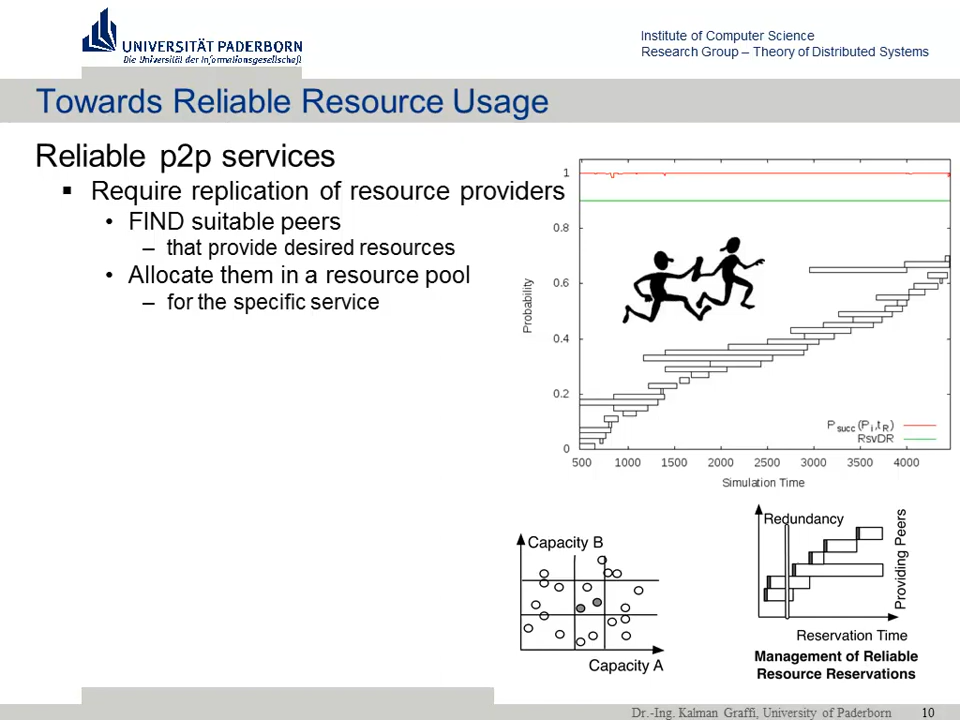 UNIVERSITÄT PADERBORN
Die Universität der Informationsgesellschaft
Institute of Computer Science
Research Group – Theory of Distributed Systems
Towards Reliable Resource Usage
Reliable p2p services
▪ Require replication of resource providers
• FIND suitable peers
– that provide desired resources
• Allocate them in a resource pool
– for the specific service
Probability
1
0.8
0.6
0.4
0.2
0
500 1000 1500 2000 2500 3000 3500 4000
Simulation Time
P succ (P i ,t R )
RsvDR
Capacity B
Capacity A
Redundancy
Providing Peers
Reservation Time
Management of Reliable
Resource Reservations
Dr.-Ing. Kalman Graffi, University of Paderborn 10